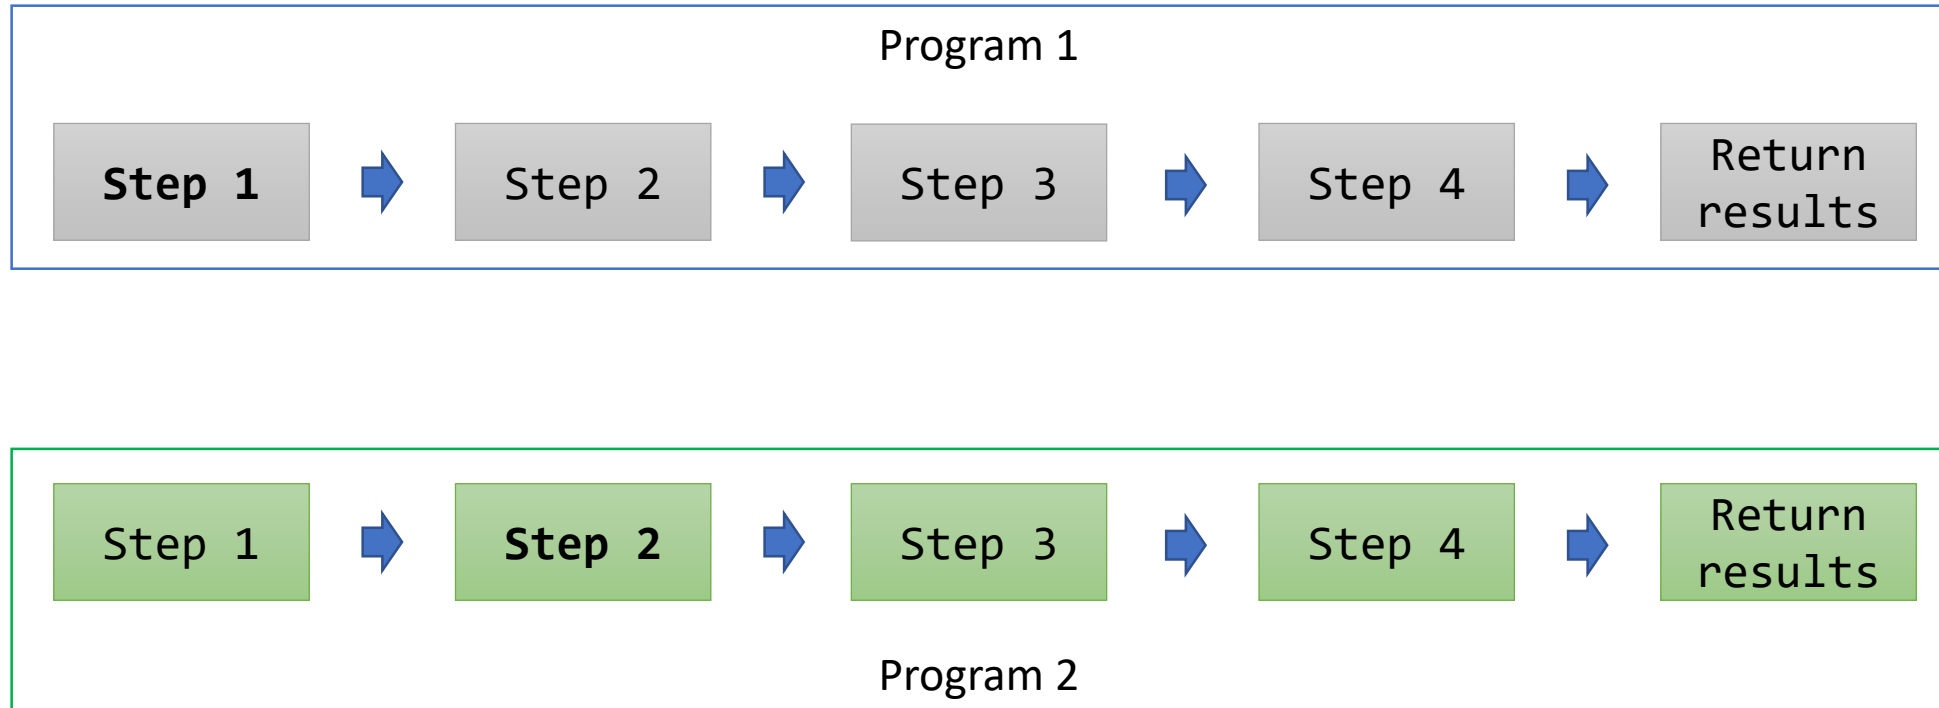 Program 1
Step 1
Step 2
Step 3
Step 4
Return
results
Step 1
Step 2
Step 3
Step 4
Return
results
Program 2